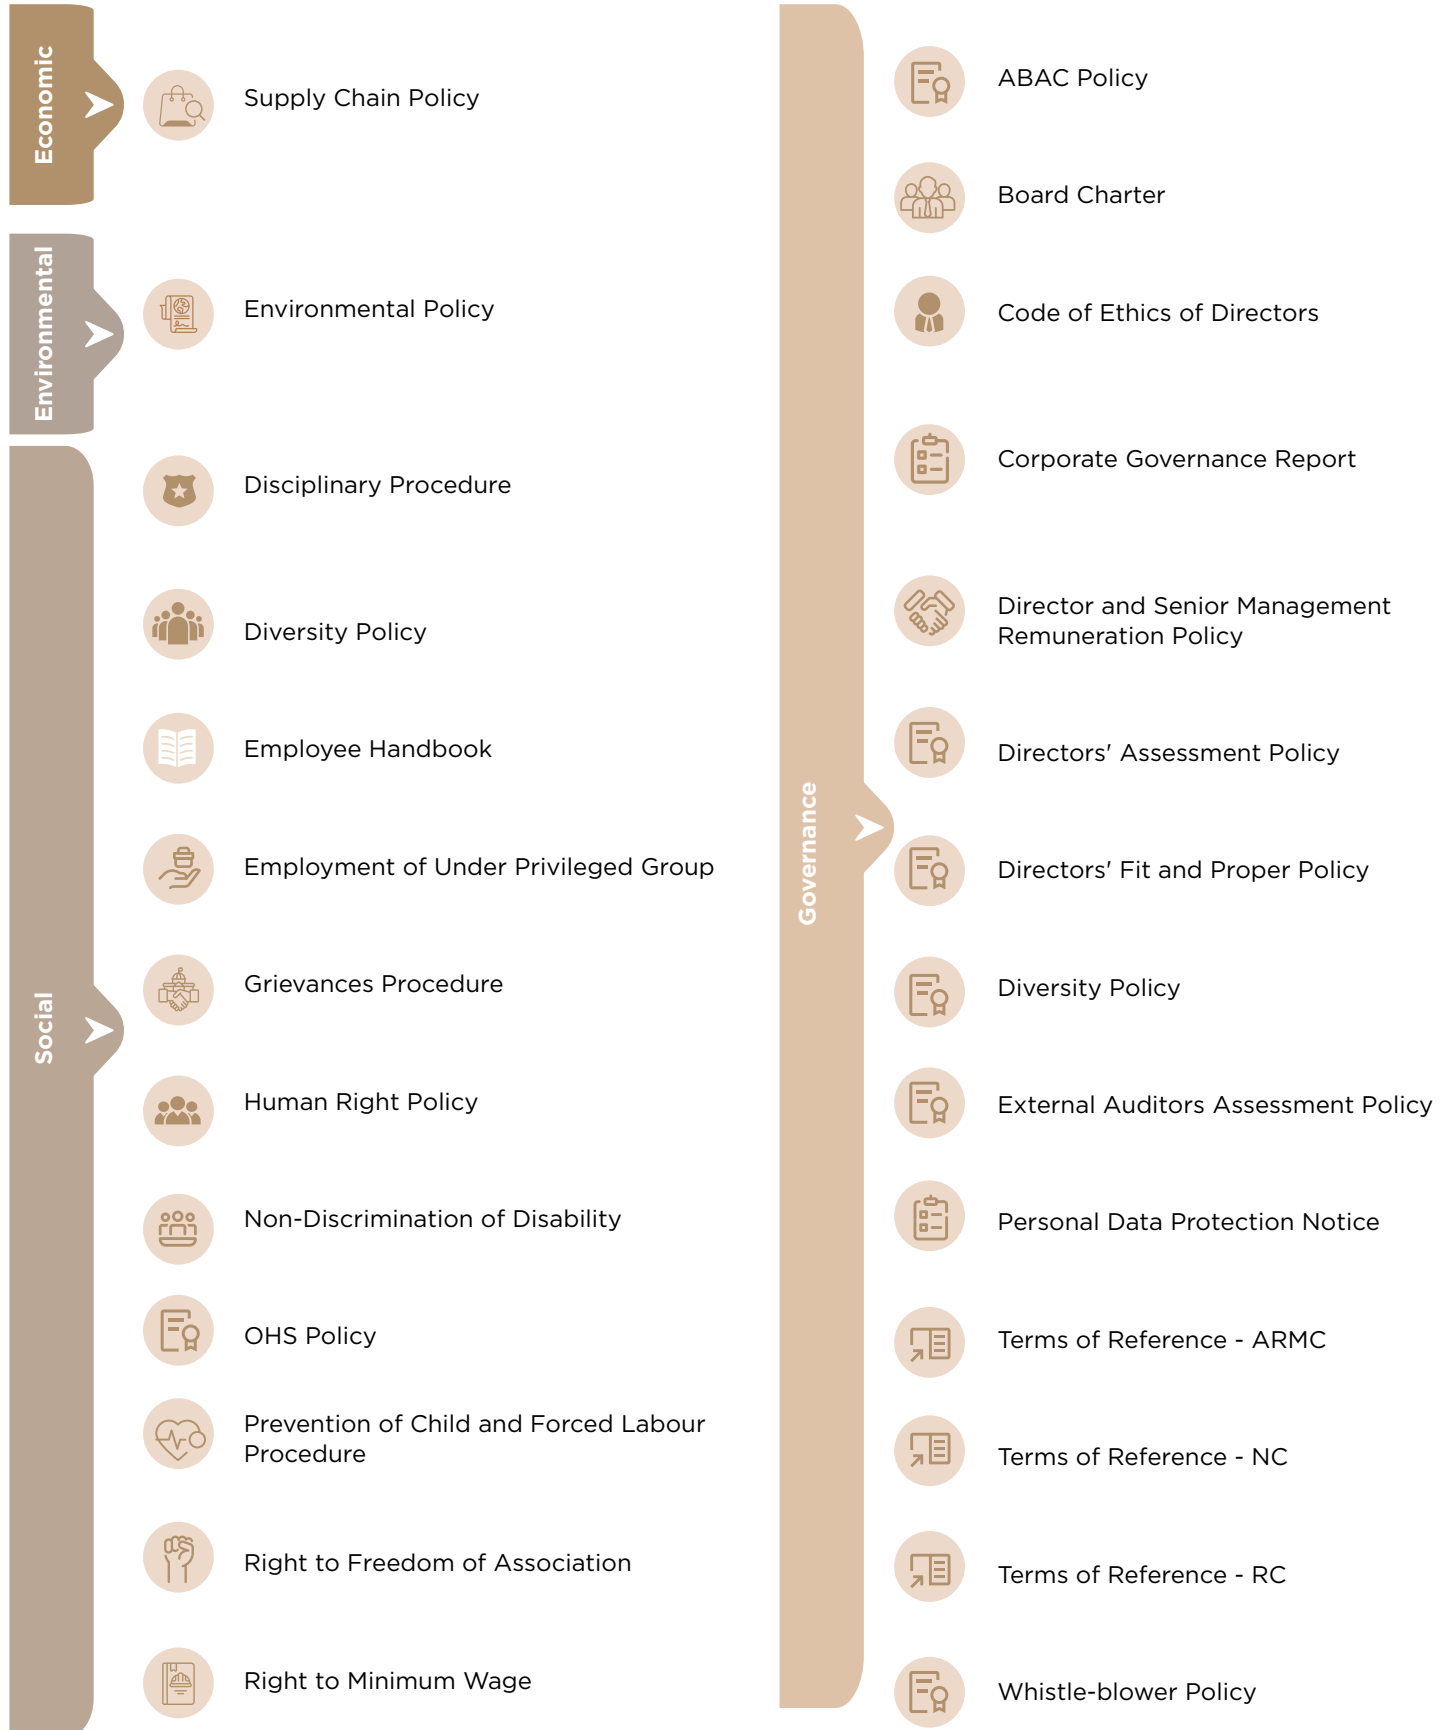 Economic
Supply Chain Policy
Environmental
Environmental Policy
Social
Disciplinary Procedure
Diversity Policy
Employee Handbook
Employment of Under Privileged Group
Grievances Procedure
Human Right Policy
Non-Discrimination of Disability
OHS Policy
Prevention of Child and Forced Labour
Procedure
Right to Freedom of Association
Right to Minimum Wage
Governance
ABAC Policy
Board Charter
Code of Ethics of Directors
Corporate Governance Report
Director and Senior Management
Remuneration Policy
Directors' Assessment Policy
Directors' Fit and Proper Policy
Diversity Policy
External Auditors Assessment Policy
Personal Data Protection Notice
Terms of Reference - ARMC
Terms of Reference - NC
Terms of Reference - RC
Whistle-blower Policy